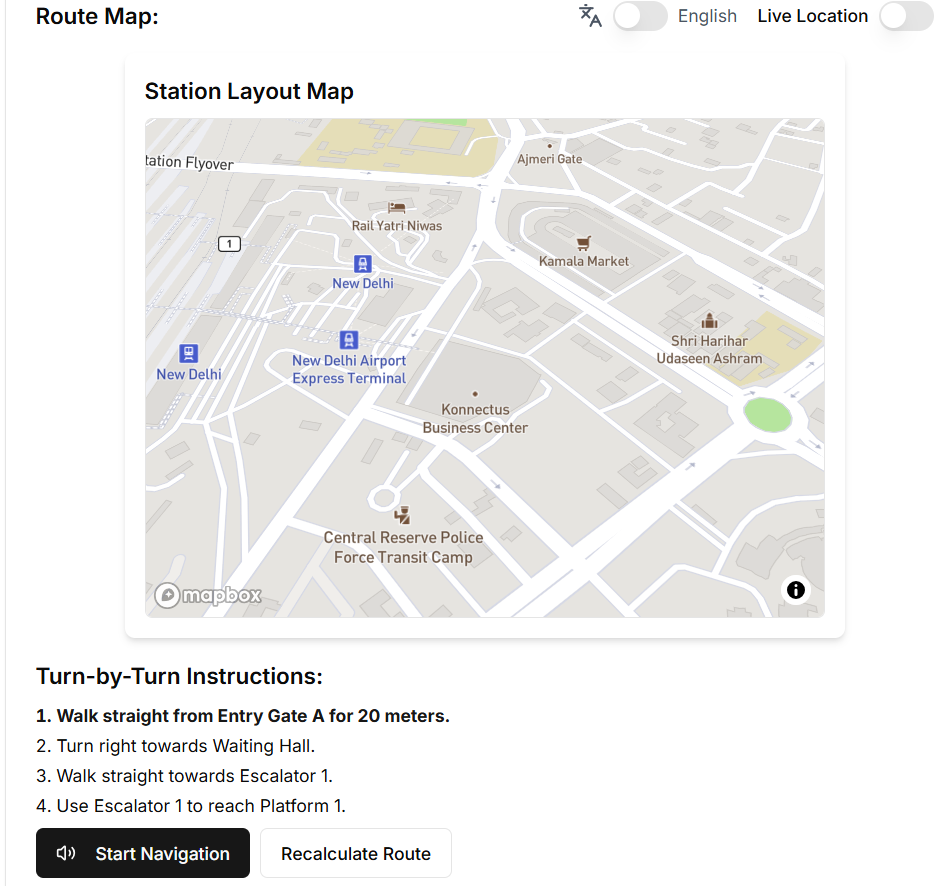 Route Map:
English
Live Location
Station Layout Map
tation Flyover
Ajmeri Gate
Rail Yatri Niwas
1
Kamala Market
New Delhi
Shri Harihar
Udaseen Ashram
New Delhi Airport
Express Terminal
New Delhi
Konnectus
Business Center
Central Reserve Police
Force Transit Camp
mapbox
Turn-by-Turn Instructions:
1. Walk straight from Entry Gate A for 20 meters.
2. Turn right towards Waiting Hall.
3. Walk straight towards Escalator 1.
4. Use Escalator 1 to reach Platform 1.
Start Navigation
Recalculate Route